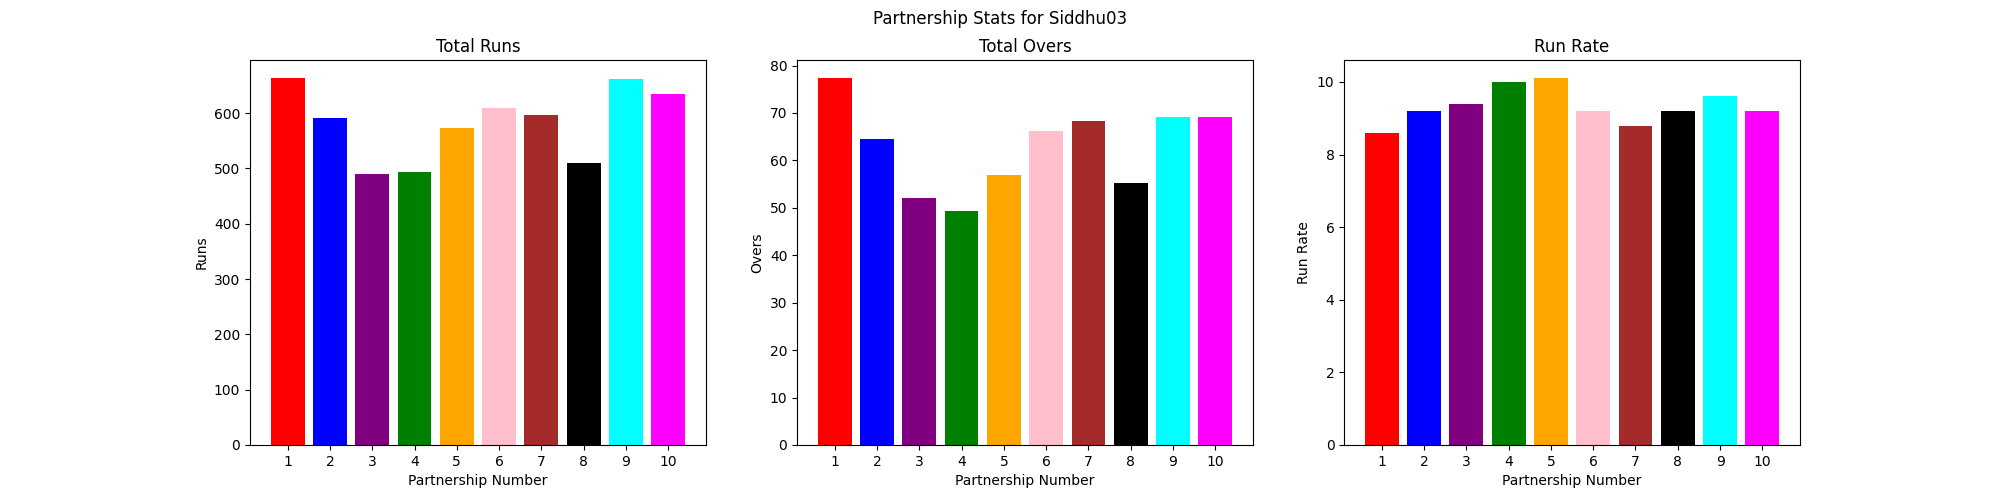 Partnership Stats for Siddhu03
Total Runs
Runs
0
100
200
300
400
500
600
1 2 3 4 5 6 7 8 9 10
Partnership Number
Total Overs
Overs
0
10
20
30
40
50
60
70
80
1 2 3 4 5 6 7 8 9 10
Partnership Number
Run Rate
Run Rate
0
2
4
6
8
10
1 2 3 4 5 6 7 8 9 10
Partnership Number